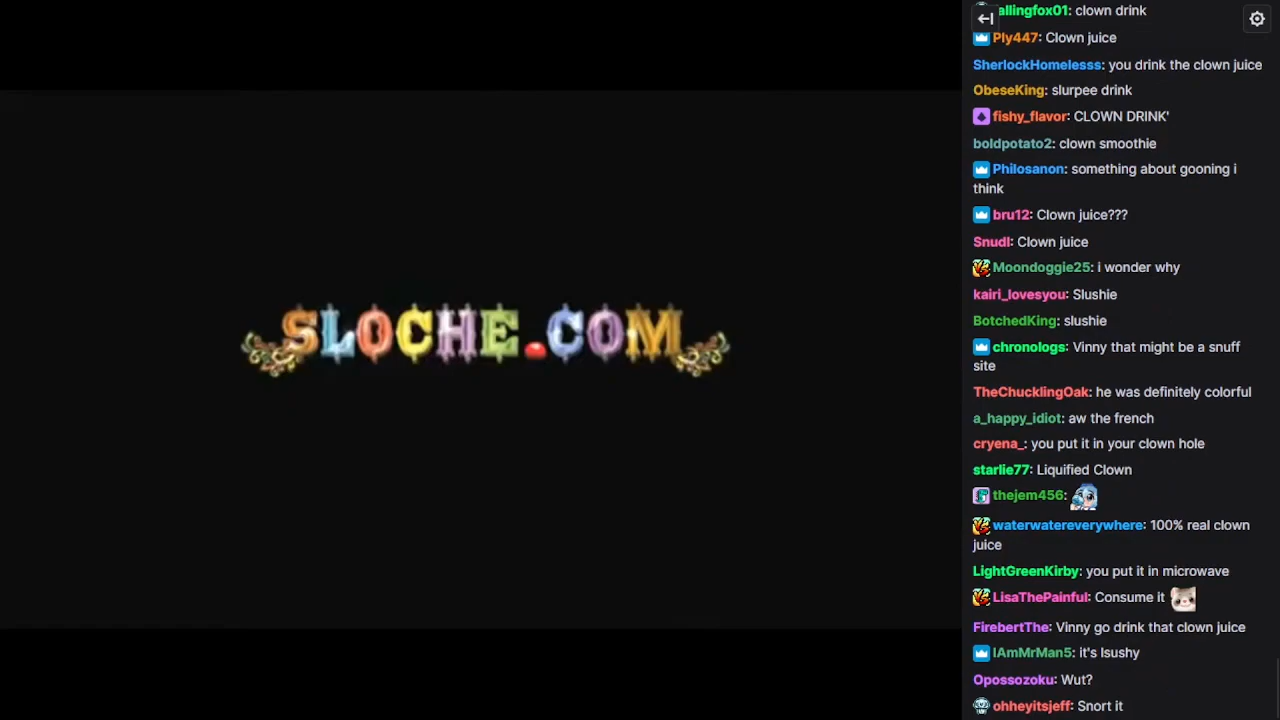 SLOCHE.COM
allingfox01: clown drink
Ply447: Clown juice
SherlockHomelesss: you drink the clown juice
ObeseKing: slurpee drink
fishy_flavor: CLOWN DRINK'
boldpotato2: clown smoothie
Philosanon: something about gooning i
think
bru12: Clown juice???
Snudl: Clown juice
Moondoggie25: i wonder why
kairi_lovesyou: Slushie
BotchedKing: slushie
chronologs: Vinny that might be a snuff
site
TheChucklingOak: he was definitely colorful
a_happy_idiot: aw the french
cryena_: you put it in your clown hole
starlie77: Liquified Clown
thejem456:
waterwatereverywhere: 100% real clown
juice
LightGreenKirby: you put it in microwave
LisaThePainful: Consume it
FirebertThe: Vinny go drink that clown juice
IAmMrMan5: it's lsushy
Opossozoku: Wut?
ohheyitsjeff: Snort it